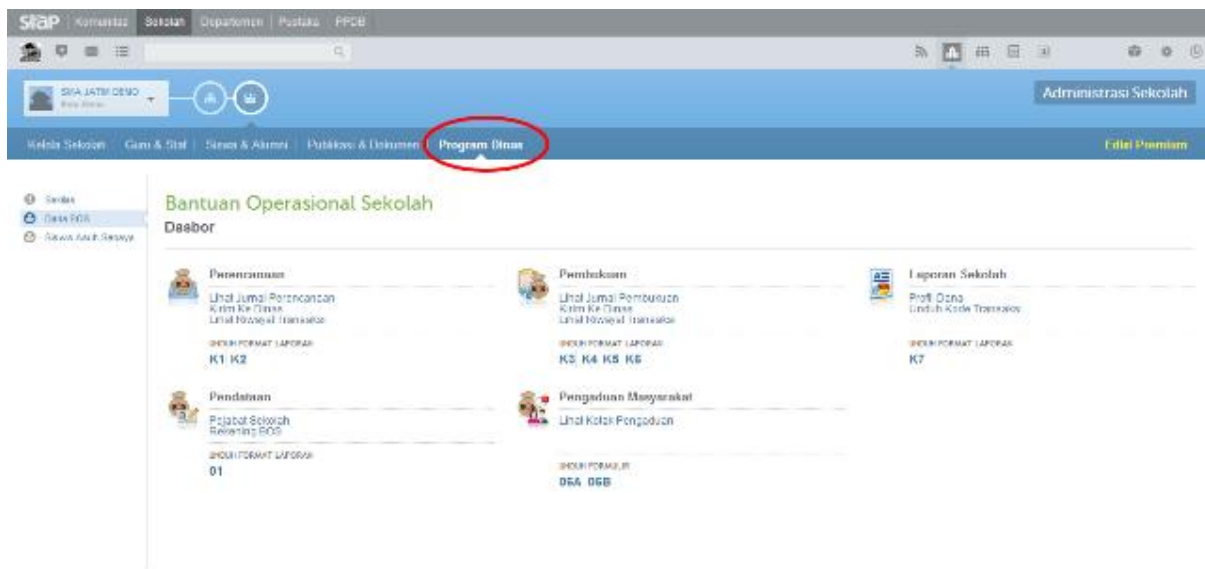 siap Komunitas Sekolah Departemen Pustaka PPDB
SMA JATIM DEMO
Administrasi Sekolah
Kelola Sekolah Guru & Staf Siswa & Alumni Publikasi & Dokumen Program Dinas Edisi Premium
Dana BOS
Siswa Asuh Sebaya
Bantuan Operasional Sekolah
Dasbor
Perencanaan
Lihat Jurnal Perencanaan
Kirim Ke Dinas
Lihat Riwayat Transaksi
UNDUH FORMAT LAPORAN
K1 K2
Pembukuan
Lihat Jurnal Pembukuan
Kirim Ke Dinas
Lihat Riwayat Transaksi
UNDUH FORMAT LAPORAN
K3 K4 K5 K6
Laporan Sekolah
Profil Dana
Unduh Kode Transaksi
UNDUH FORMAT LAPORAN
K7
Pendataan
Pejabat Sekolah
Rekening BOS
UNDUH FORMAT LAPORAN
01
Pengaduan Masyarakat
Lihat Kotak Pengaduan
UNDUH FORMULIR
06A 06B